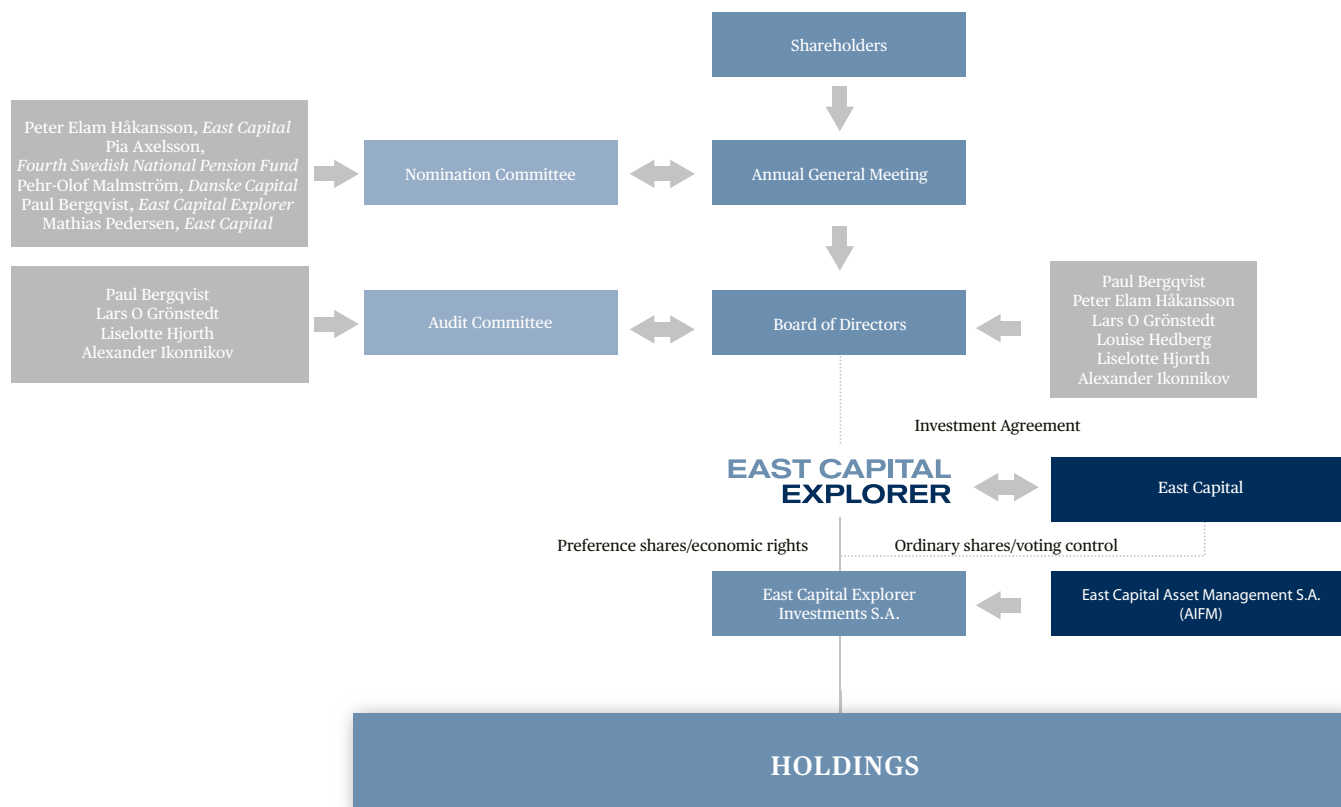 Shareholders
Peter Elam Håkansson, East Capital
Pia Axelsson,
Fourth Swedish National Pension Fund
Pehr-Olof Malmström, Danske Capital
Paul Bergqvist, East Capital Explorer
Mathias Pedersen, East Capital
Nomination Committee
Annual General Meeting
Paul Bergqvist
Lars O Grönstedt
Liselotte Hjorth
Alexander Ikonnikov
Audit Committee
Board of Directors
Paul Bergqvist
Peter Elam Håkansson
Lars O Grönstedt
Louise Hedberg
Liselotte Hjorth
Alexander Ikonnikov
Investment Agreement
EAST CAPITAL
EXPLORER
East Capital
Preference shares/economic rights
Ordinary shares/voting control
East Capital Explorer
Investments S.A.
East Capital Asset Management S.A.
(AIFM)
HOLDINGS